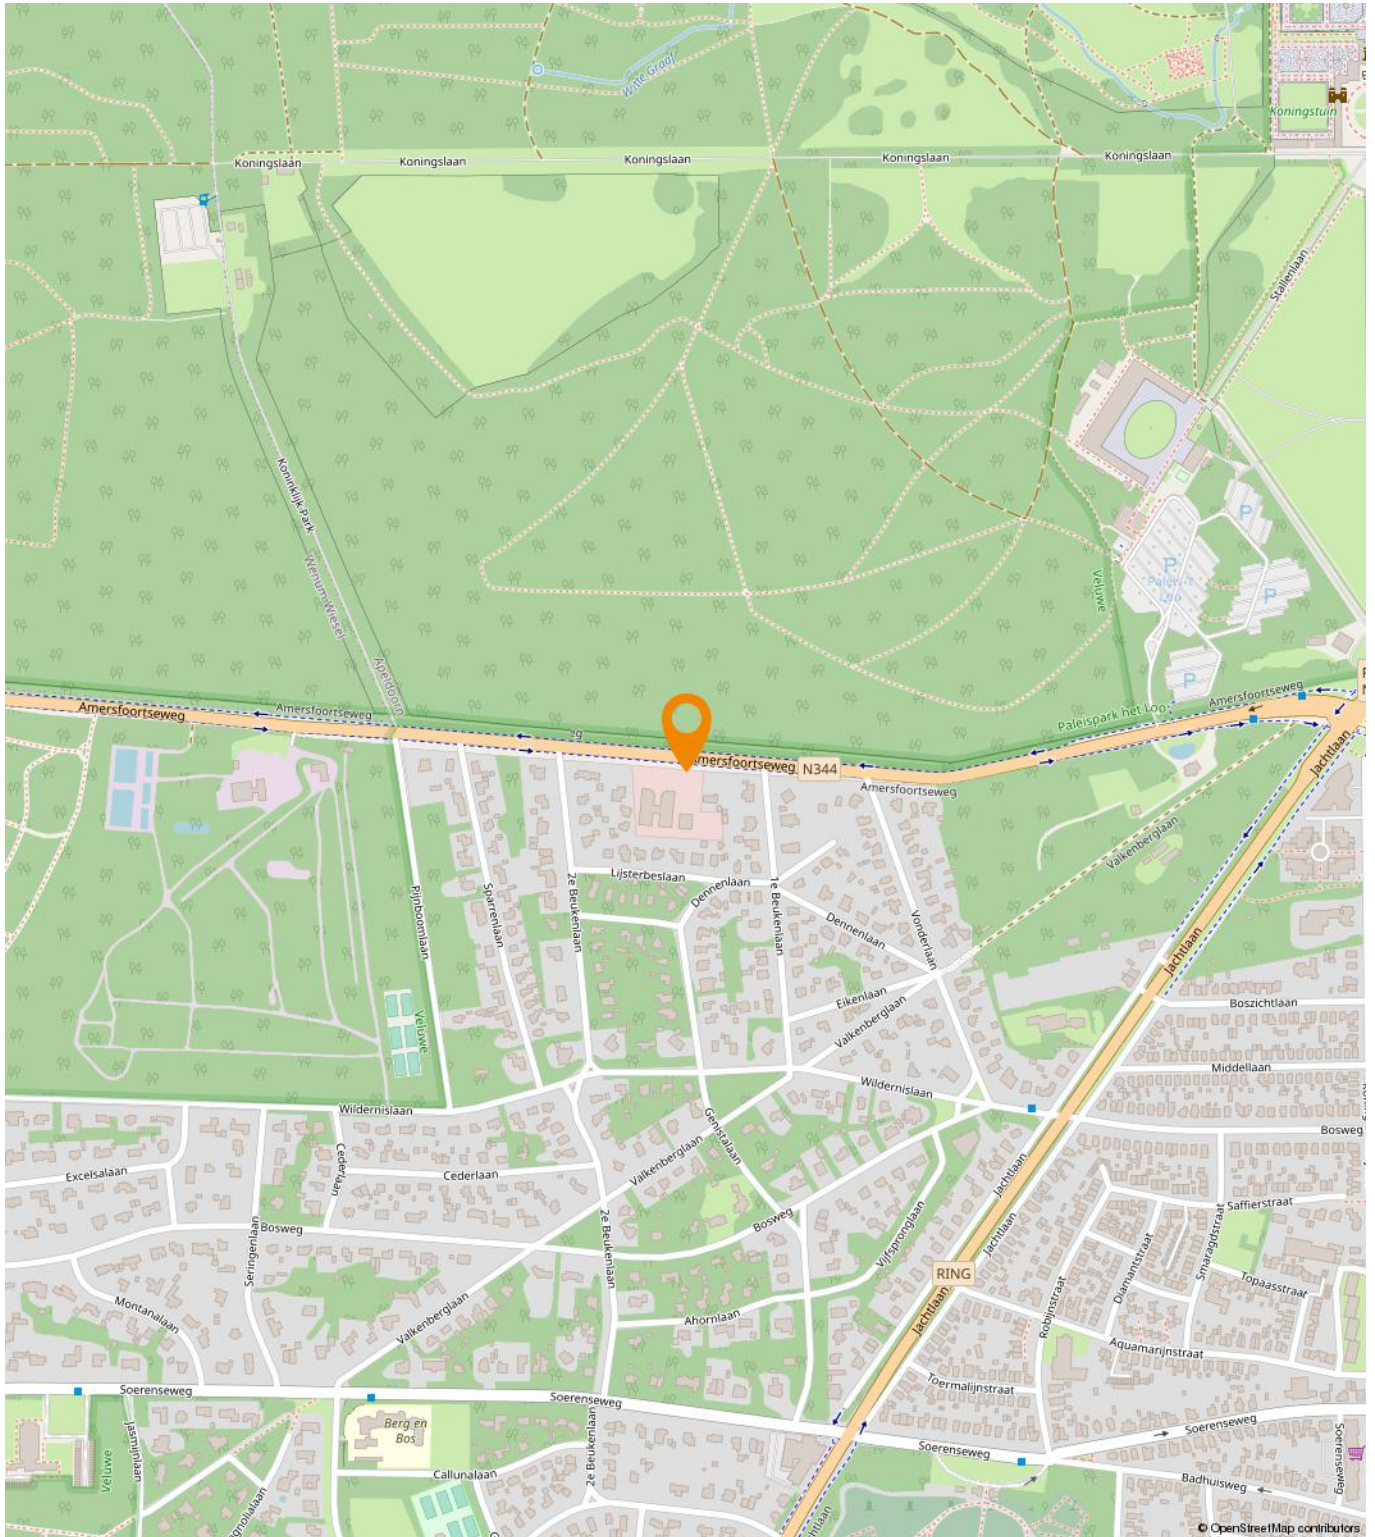 Witte Graaf
Koningstuin
Koningslaan
Koningslaan
Koningslaan
Koningslaan
Koningslaan
Stallenlaan
Koninklijk Park
Wenum Wiesel
Apeldoorn
Veluwe
P
P
P
P
Paleis 't
Loo
Paleispark het Loo
Amersfoortseweg
Amersfoortseweg
Amersfoortseweg
eg
Amersfoortseweg
N344
Amersfoortseweg
Jachtlaan
Valkenberglaan
Lijsterbeslaan
Dennenlaan
1e Beukenlaan
2e Beukenlaan
Sparrenlaan
Pijnboomlaan
Dennenlaan
Vonderlaan
Jachtlaan
Eikenlaan
Valkenberglaan
Boszichtlaan
Veluwe
Middellaan
Wildernislaan
Wildernislaan
Bosweg
Genistalaan
Valkenberglaan
Cederlaan
Cederlaan
Excelsalaan
Jachtlaan
Saffierstraat
Bosweg
Bosweg
Seringenlaan
2e Beukenlaan
Vijfspronglaan
Jachtlaan
Smaragdstraat
Diamantstraat
Topaasstraat
RING
Montanalaan
Valkenberglaan
Ahornlaan
Jachtlaan
Robijnstraat
Aquamarijnstraat
Toermalijnstraat
Soerenseweg
Soerenseweg
Berg en
Bos
Soerenseweg
Soerenseweg
Soerenseweg
Jasmijnlaan
Veluwe
2e Beukenlaan
Callunalaan
Badhuisweg
gnolialaan
htlaan
© OpenStreetMap contributors